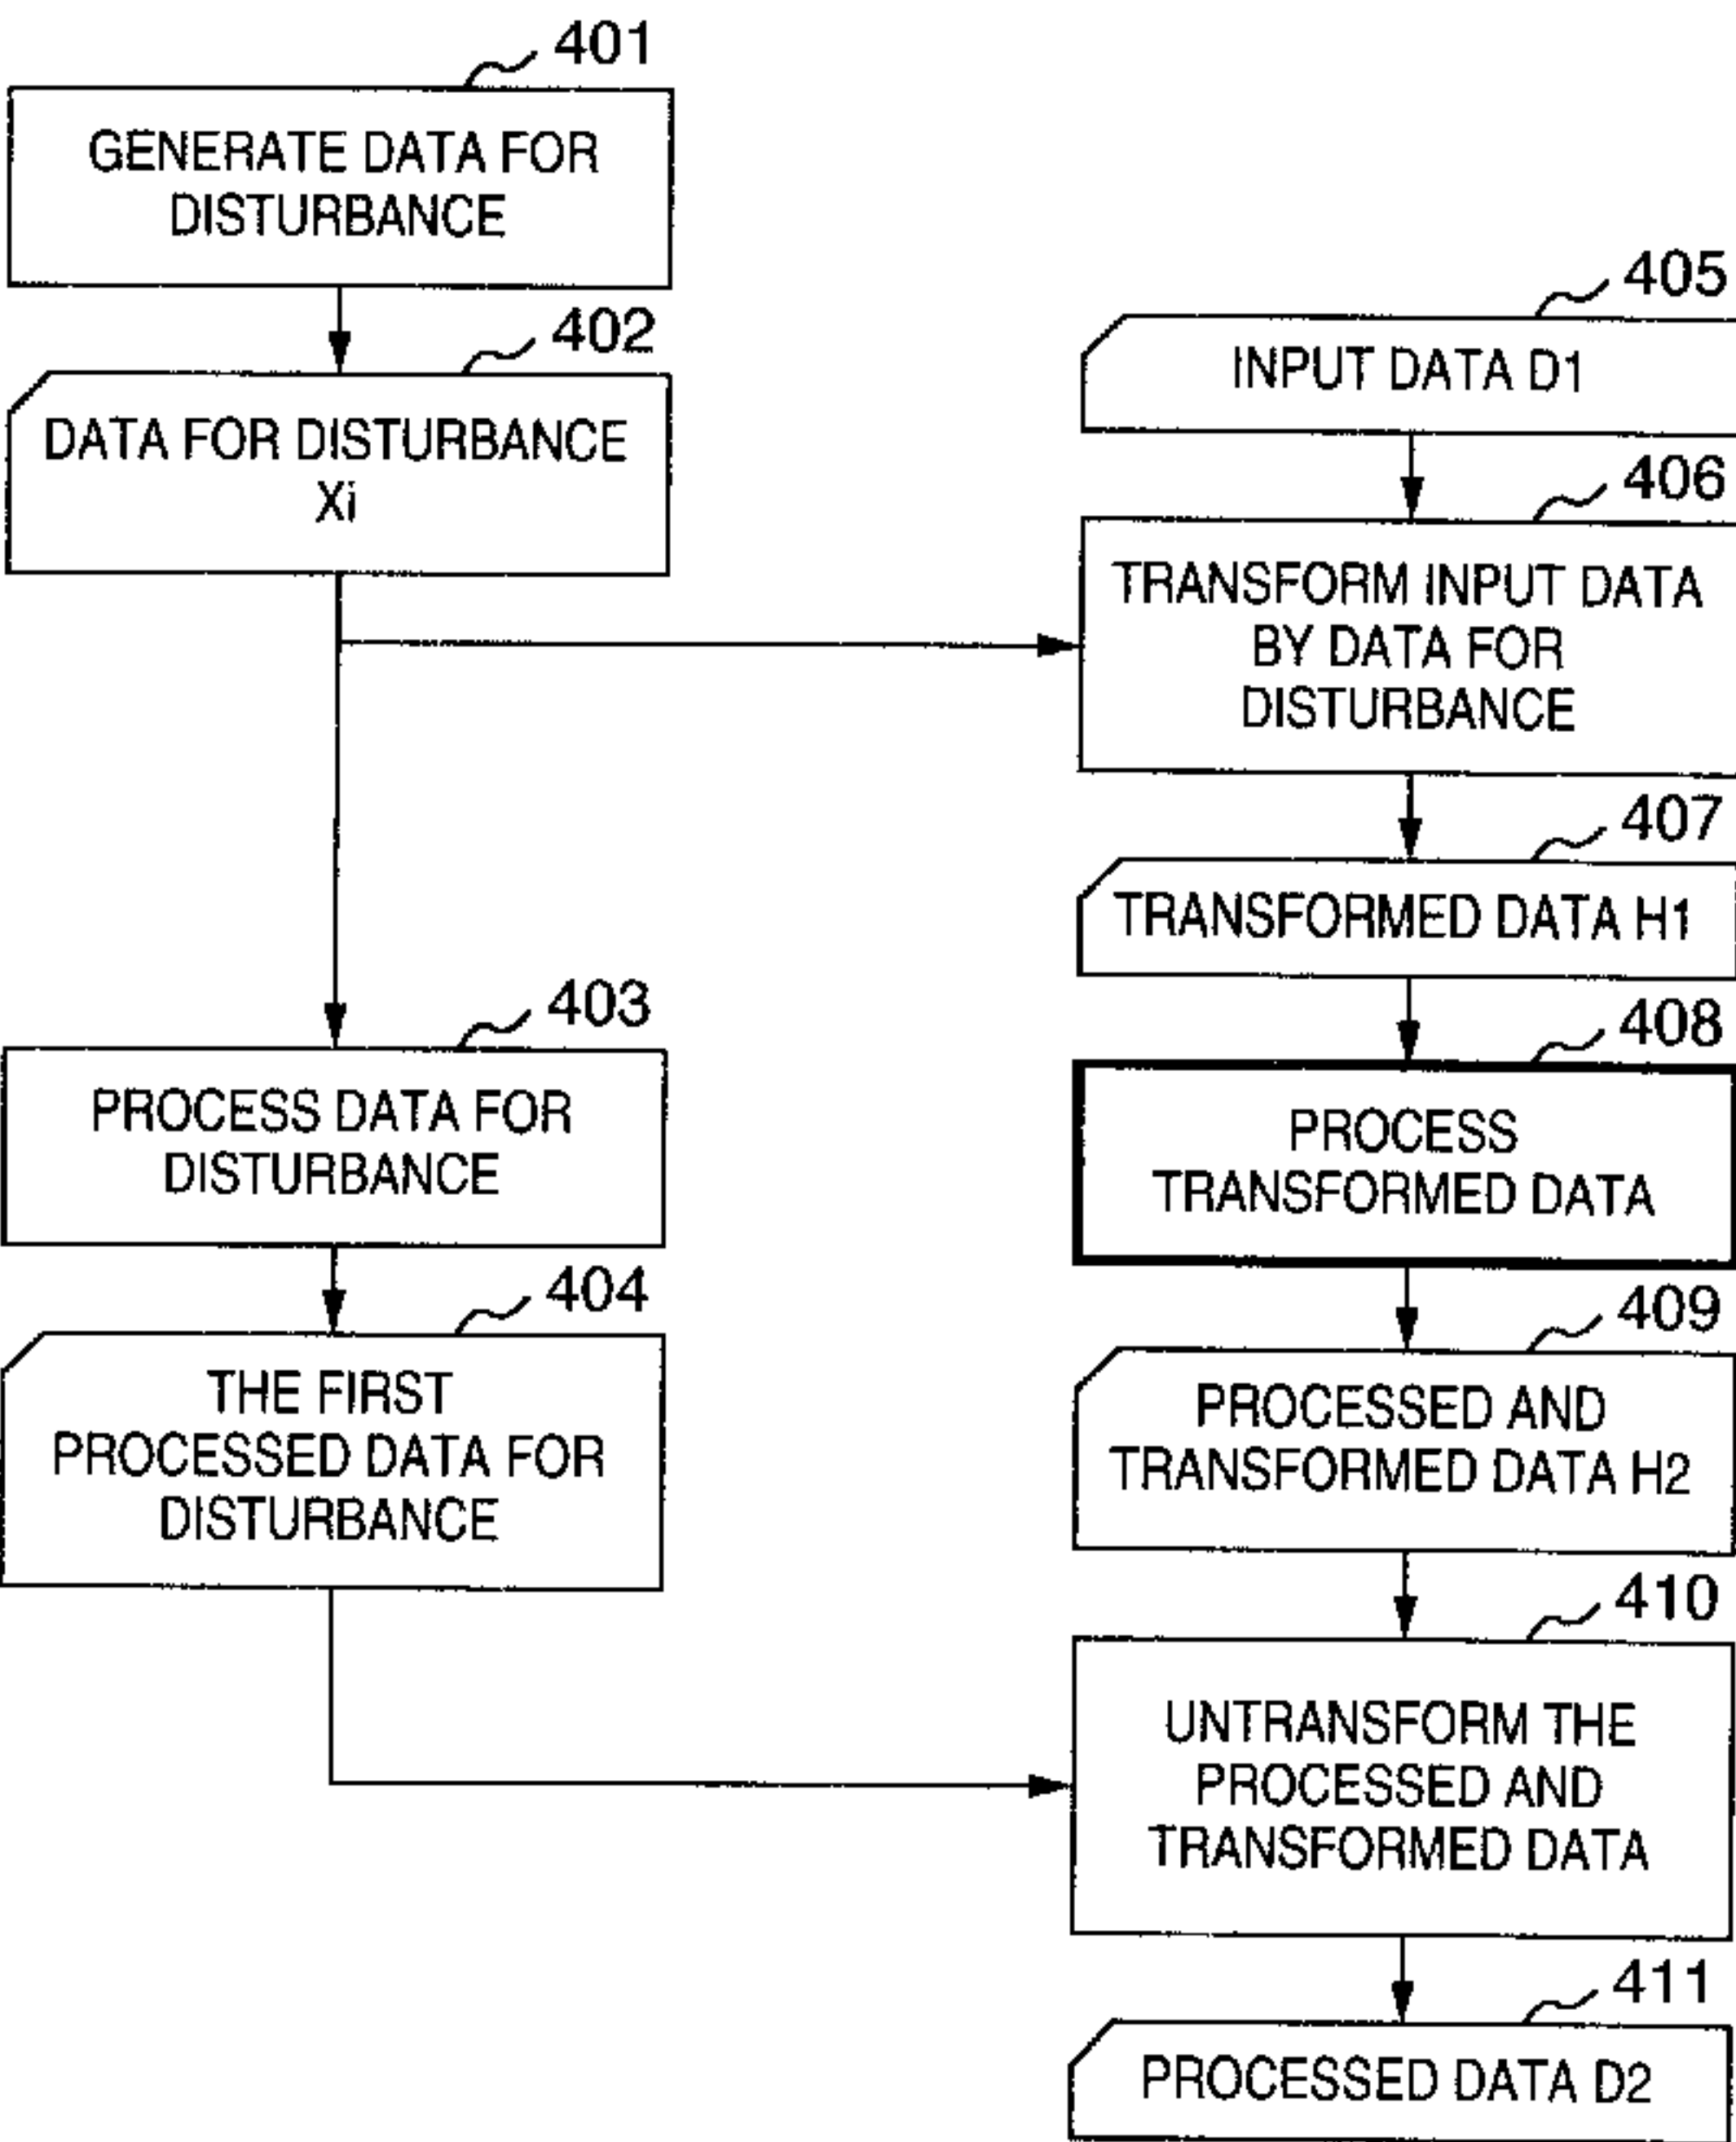 401
GENERATE DATA FOR
DISTURBANCE
402
DATA FOR DISTURBANCE
Xi
403
PROCESS DATA FOR
DISTURBANCE
404
THE FIRST
PROCESSED DATA FOR
DISTURBANCE
405
INPUT DATA D1
406
TRANSFORM INPUT DATA
BY DATA FOR
DISTURBANCE
407
TRANSFORMED DATA H1
408
PROCESS
TRANSFORMED DATA
409
PROCESSED AND
TRANSFORMED DATA H2
410
UNTRANSFORM THE
PROCESSED AND
TRANSFORMED DATA
411
PROCESSED DATA D2